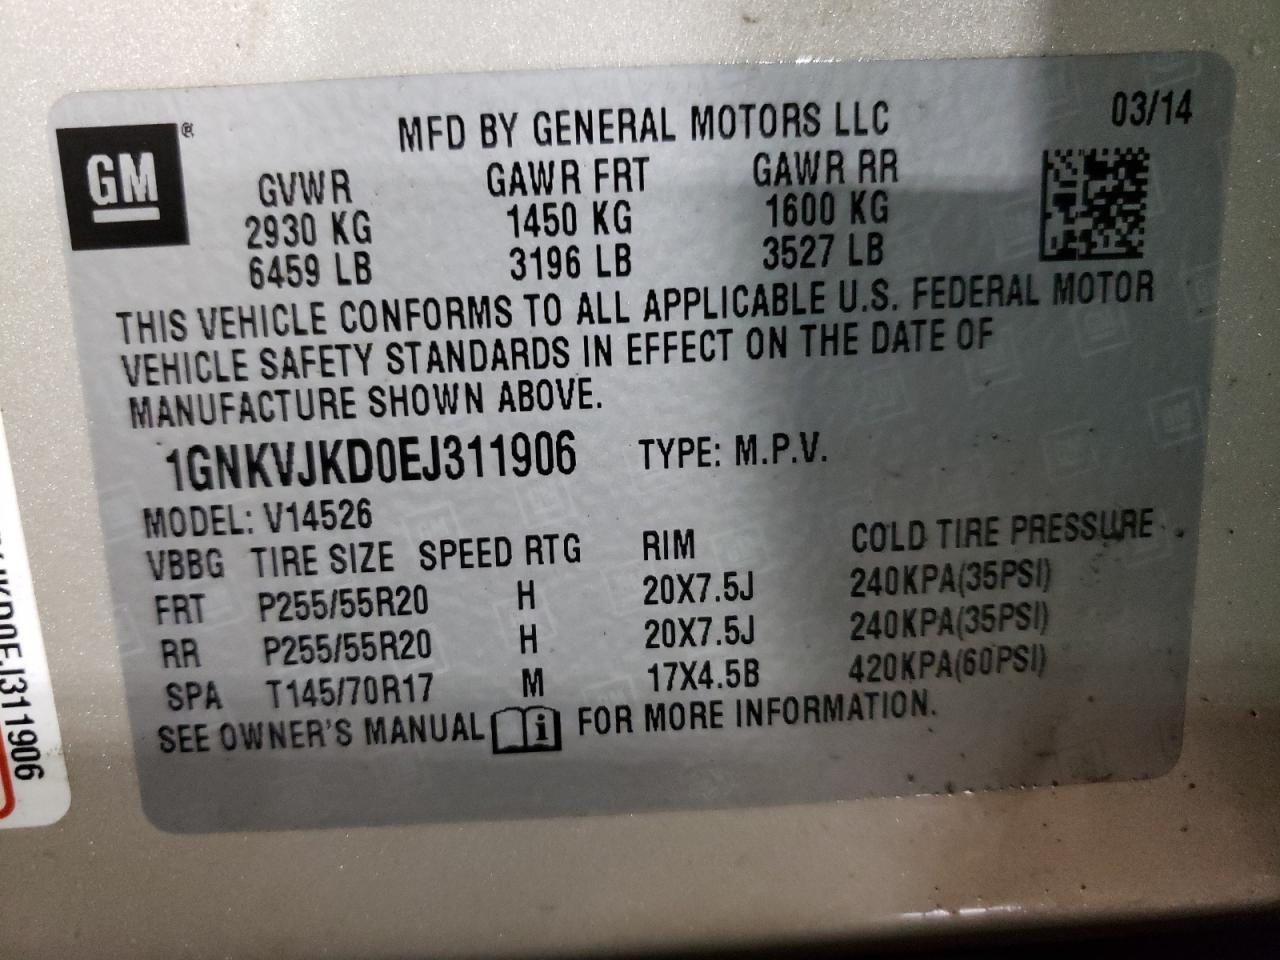 GM ®
MFD BY GENERAL MOTORS LLC 03/14
GVWR GAWR FRT GAWR RR
2930 KG 1450 KG 1600 KG
6459 LB 3196 LB 3527 LB
THIS VEHICLE CONFORMS TO ALL APPLICABLE U.S. FEDERAL MOTOR
VEHICLE SAFETY STANDARDS IN EFFECT ON THE DATE OF
MANUFACTURE SHOWN ABOVE.
1GNKVJKD0EJ311906 TYPE: M.P.V.
MODEL: V14526
VBBG TIRE SIZE SPEED RTG RIM COLD TIRE PRESSURE
FRT P255/55R20 H 20X7.5J 240KPA(35PSI)
RR P255/55R20 H 20X7.5J 240KPA(35PSI)
SPA T145/70R17 M 17X4.5B 420KPA(60PSI)
SEE OWNER'S MANUAL i FOR MORE INFORMATION.
JKD0EJ311906